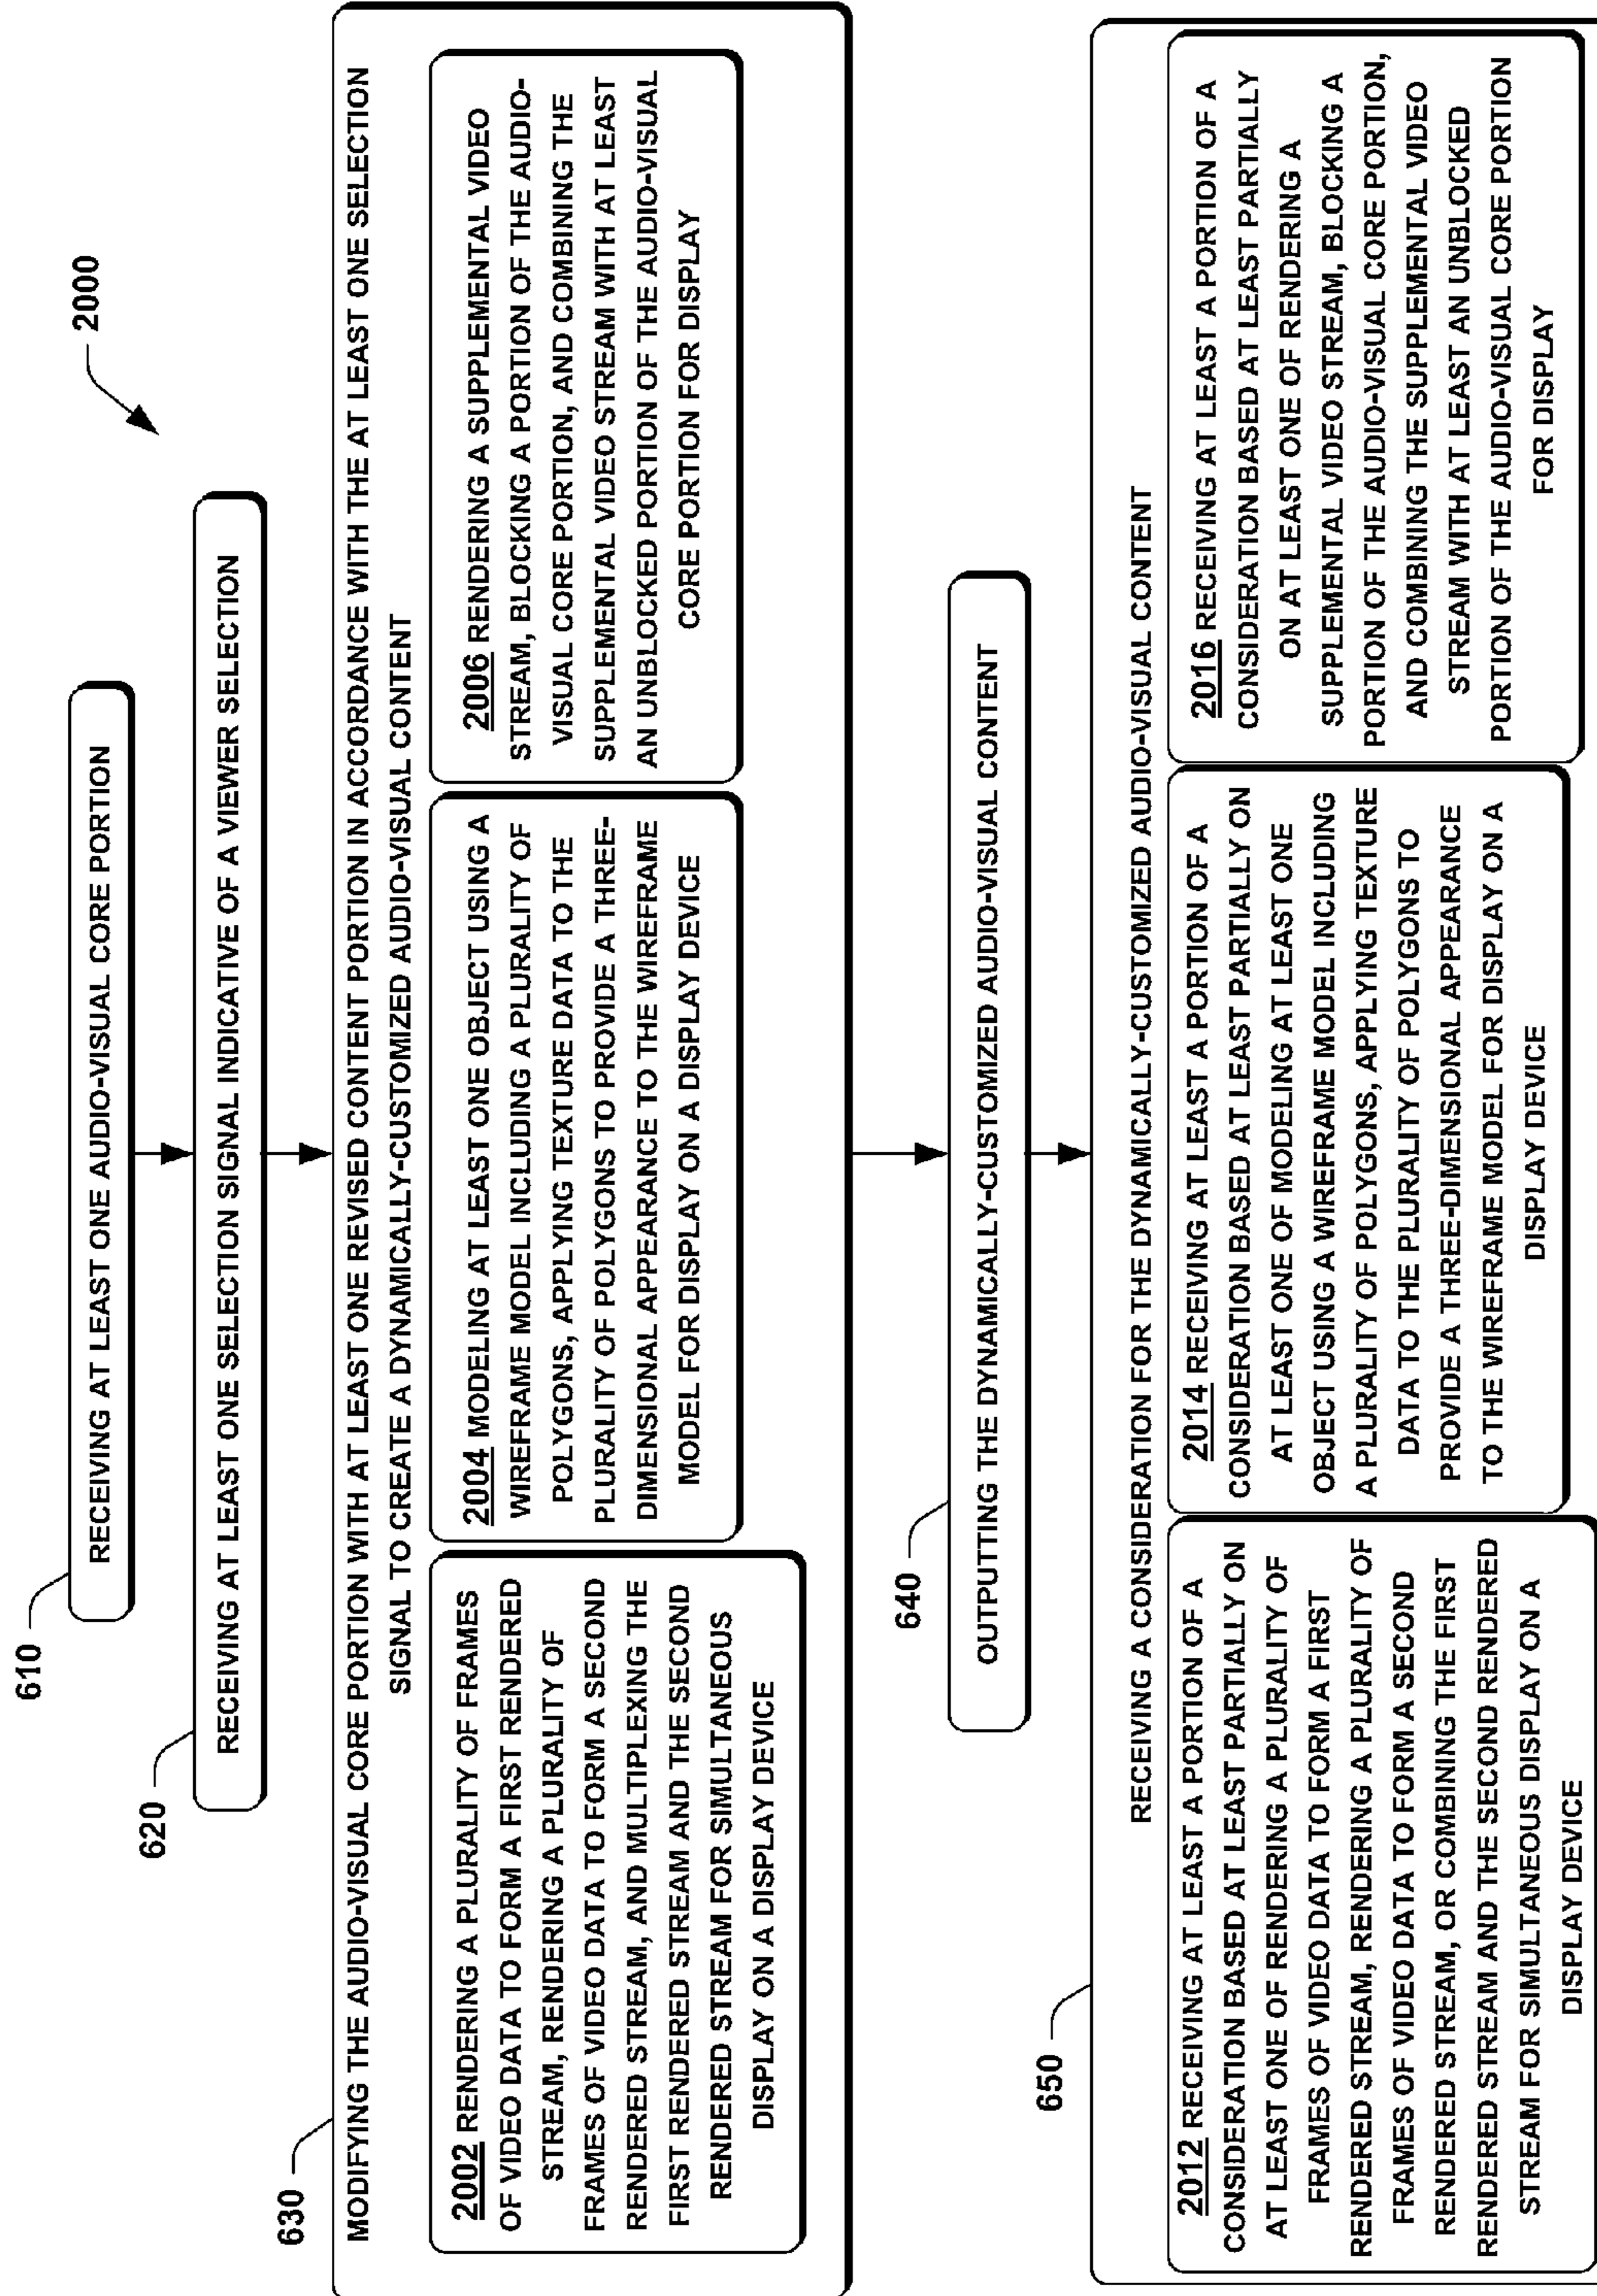 2000
610
RECEIVING AT LEAST ONE AUDIO-VISUAL CORE PORTION
620
RECEIVING AT LEAST ONE SELECTION SIGNAL INDICATIVE OF A VIEWER SELECTION
630
MODIFYING THE AUDIO-VISUAL CORE PORTION WITH AT LEAST ONE REVISED CONTENT PORTION IN ACCORDANCE WITH THE AT LEAST ONE SELECTION
SIGNAL TO CREATE A DYNAMICALLY-CUSTOMIZED AUDIO-VISUAL CONTENT
2002 RENDERING A PLURALITY OF FRAMES
OF VIDEO DATA TO FORM A FIRST RENDERED
STREAM, RENDERING A PLURALITY OF
FRAMES OF VIDEO DATA TO FORM A SECOND
RENDERED STREAM, AND MULTIPLEXING THE
FIRST RENDERED STREAM AND THE SECOND
RENDERED STREAM FOR SIMULTANEOUS
DISPLAY ON A DISPLAY DEVICE
2004 MODELING AT LEAST ONE OBJECT USING A
WIREFRAME MODEL INCLUDING A PLURALITY OF
POLYGONS, APPLYING TEXTURE DATA TO THE
PLURALITY OF POLYGONS TO PROVIDE A THREE-
DIMENSIONAL APPEARANCE TO THE WIREFRAME
MODEL FOR DISPLAY ON A DISPLAY DEVICE
2006 RENDERING A SUPPLEMENTAL VIDEO
STREAM, BLOCKING A PORTION OF THE AUDIO-
VISUAL CORE PORTION, AND COMBINING THE
SUPPLEMENTAL VIDEO STREAM WITH AT LEAST
AN UNBLOCKED PORTION OF THE AUDIO-VISUAL
CORE PORTION FOR DISPLAY
640
OUTPUTTING THE DYNAMICALLY-CUSTOMIZED AUDIO-VISUAL CONTENT
650
RECEIVING A CONSIDERATION FOR THE DYNAMICALLY-CUSTOMIZED AUDIO-VISUAL CONTENT
2012 RECEIVING AT LEAST A PORTION OF A
CONSIDERATION BASED AT LEAST PARTIALLY ON
AT LEAST ONE OF RENDERING A PLURALITY OF
FRAMES OF VIDEO DATA TO FORM A FIRST
RENDERED STREAM, RENDERING A PLURALITY OF
FRAMES OF VIDEO DATA TO FORM A SECOND
RENDERED STREAM, OR COMBINING THE FIRST
RENDERED STREAM AND THE SECOND RENDERED
STREAM FOR SIMULTANEOUS DISPLAY ON A
DISPLAY DEVICE
2014 RECEIVING AT LEAST A PORTION OF A
CONSIDERATION BASED AT LEAST PARTIALLY ON
AT LEAST ONE OF MODELING AT LEAST ONE
OBJECT USING A WIREFRAME MODEL INCLUDING
A PLURALITY OF POLYGONS, APPLYING TEXTURE
DATA TO THE PLURALITY OF POLYGONS TO
PROVIDE A THREE-DIMENSIONAL APPEARANCE
TO THE WIREFRAME MODEL FOR DISPLAY ON A
DISPLAY DEVICE
2016 RECEIVING AT LEAST A PORTION OF A
CONSIDERATION BASED AT LEAST PARTIALLY
ON AT LEAST ONE OF RENDERING A
SUPPLEMENTAL VIDEO STREAM, BLOCKING A
PORTION OF THE AUDIO-VISUAL CORE PORTION,
AND COMBINING THE SUPPLEMENTAL VIDEO
STREAM WITH AT LEAST AN UNBLOCKED
PORTION OF THE AUDIO-VISUAL CORE PORTION
FOR DISPLAY